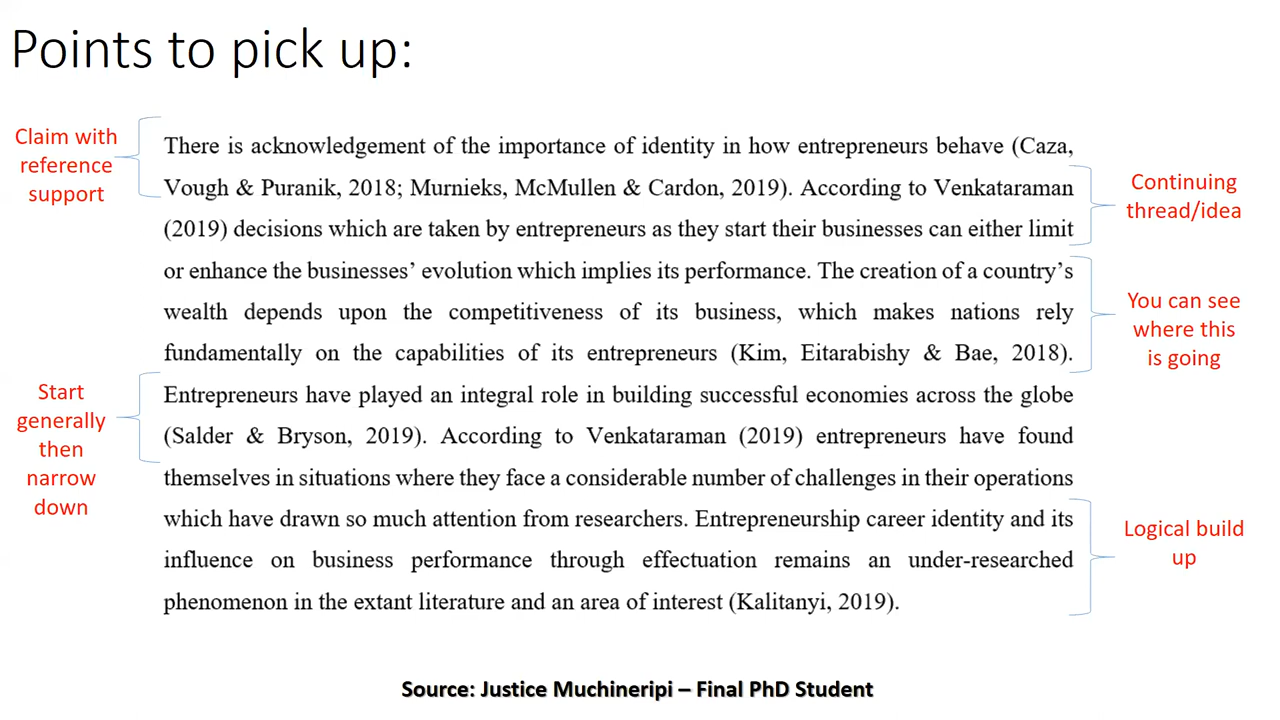 Points to pick up:
Claim with
reference
support
There is acknowledgement of the importance of identity in how entrepreneurs behave (Caza,
Vough & Puranik, 2018; Murnieks, McMullen & Cardon, 2019). According to Venkataraman
(2019) decisions which are taken by entrepreneurs as they start their businesses can either limit
or enhance the businesses’ evolution which implies its performance. The creation of a country’s
wealth depends upon the competitiveness of its business, which makes nations rely
fundamentally on the capabilities of its entrepreneurs (Kim, Eitarabishy & Bae, 2018).
Entrepreneurs have played an integral role in building successful economies across the globe
(Salder & Bryson, 2019). According to Venkataraman (2019) entrepreneurs have found
themselves in situations where they face a considerable number of challenges in their operations
which have drawn so much attention from researchers. Entrepreneurship career identity and its
influence on business performance through effectuation remains an under-researched
phenomenon in the extant literature and an area of interest (Kalitanyi, 2019).
Continuing
thread/idea
You can see
where this
is going
Start
generally
then
narrow
down
Logical build
up
Source: Justice Muchineripi – Final PhD Student